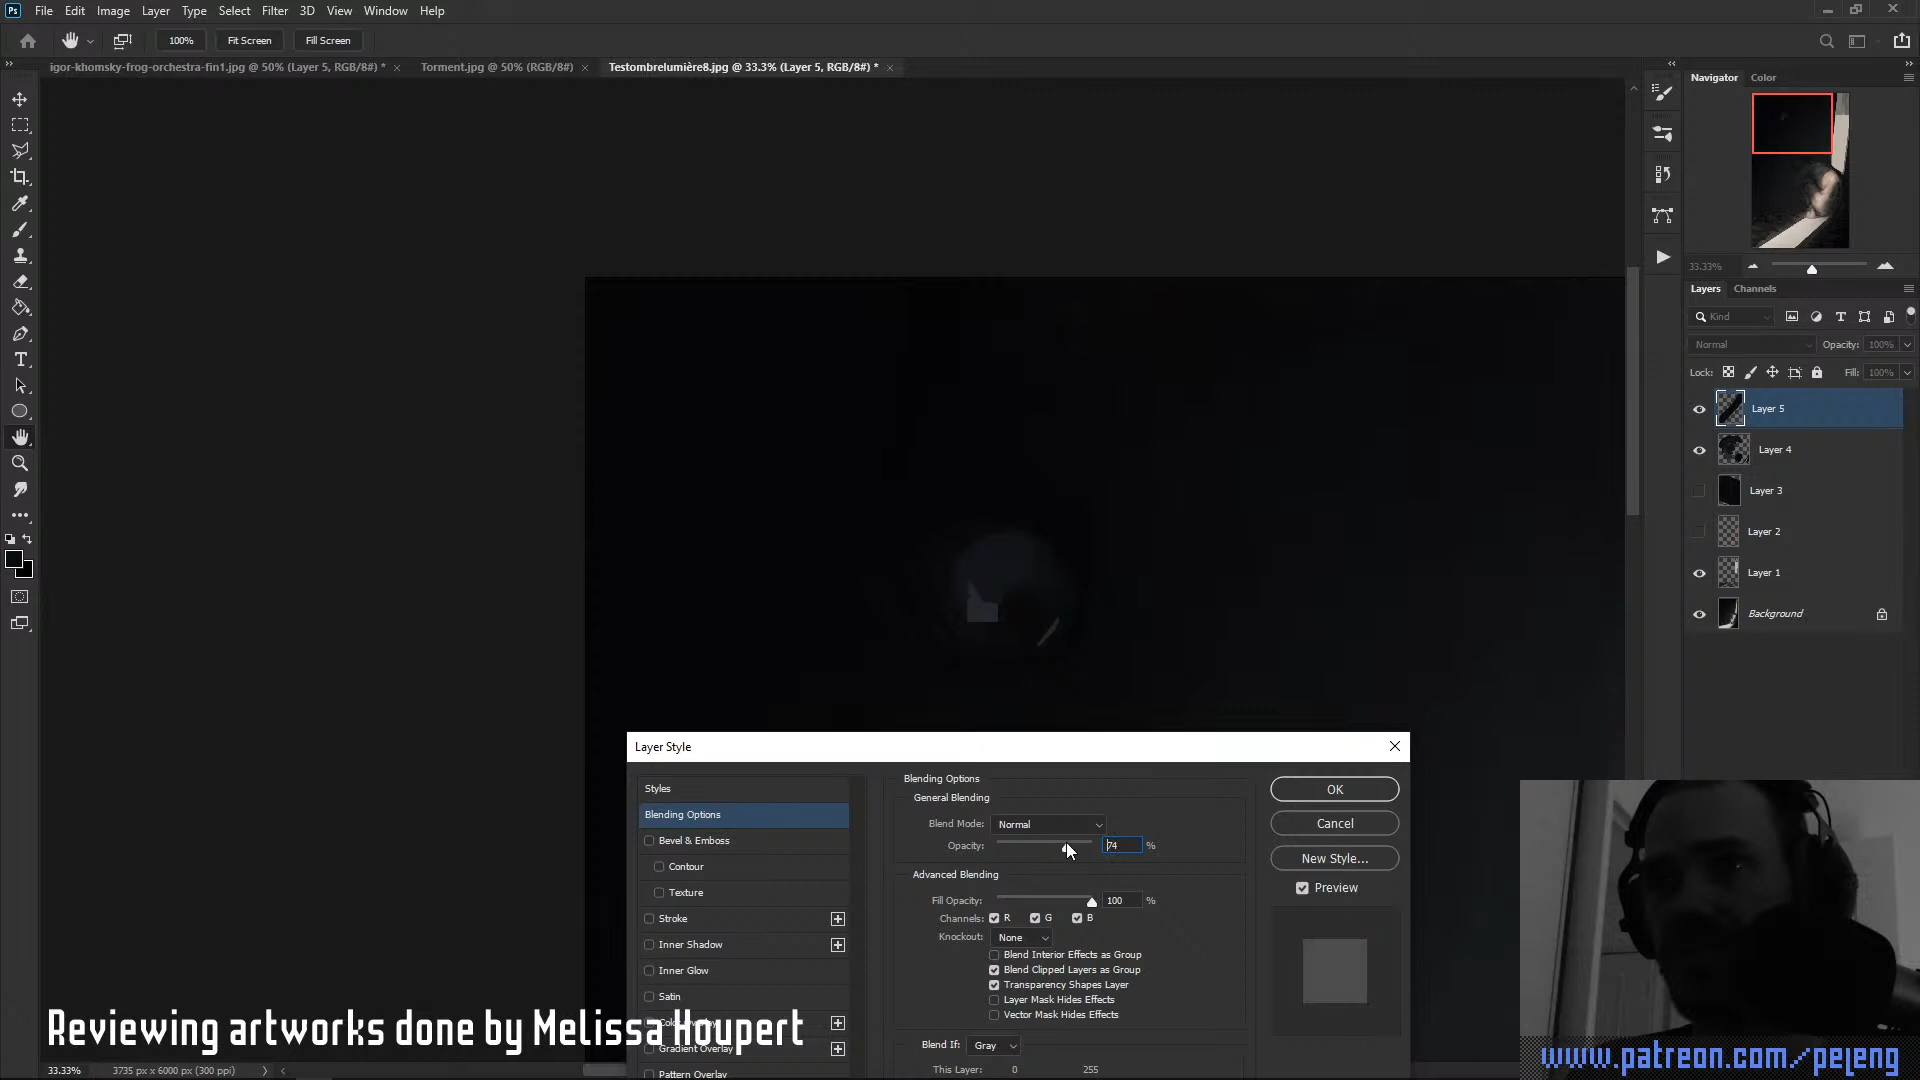 Ps File Edit Image Layer Type Select Filter 3D View Window Help
100% Fit Screen Fill Screen
igor-khomsky-frog-orchestra-fin1.jpg @ 50% (Layer 5, RGB/8#) * × Torment.jpg @ 50% (RGB/8#) × Testombrelumière8.jpg @ 33.3% (Layer 5, RGB/8#) * ×
Navigator Color
33.33%
Layers Channels
Kind
Normal Opacity: 100%
Lock: Fill: 100%
Layer 5
Layer 4
Layer 3
Layer 2
Layer 1
Background
Layer Style
Styles
Blending Options
Bevel & Emboss
Contour
Texture
Stroke
Inner Shadow
Inner Glow
Satin
Color Overlay
Gradient Overlay
Pattern Overlay
Blending Options
General Blending
Blend Mode: Normal
Opacity: 74 %
Advanced Blending
Fill Opacity: 100 %
Channels: R G B
Knockout: None
Blend Interior Effects as Group
Blend Clipped Layers as Group
Transparency Shapes Layer
Layer Mask Hides Effects
Vector Mask Hides Effects
Blend If: Gray
This Layer: 0 255
OK
Cancel
New Style...
Preview
Reviewing artworks done by Melissa Houpert
www.patreon.com/peleng
33.33% 3735 px x 6000 px (300 ppi)